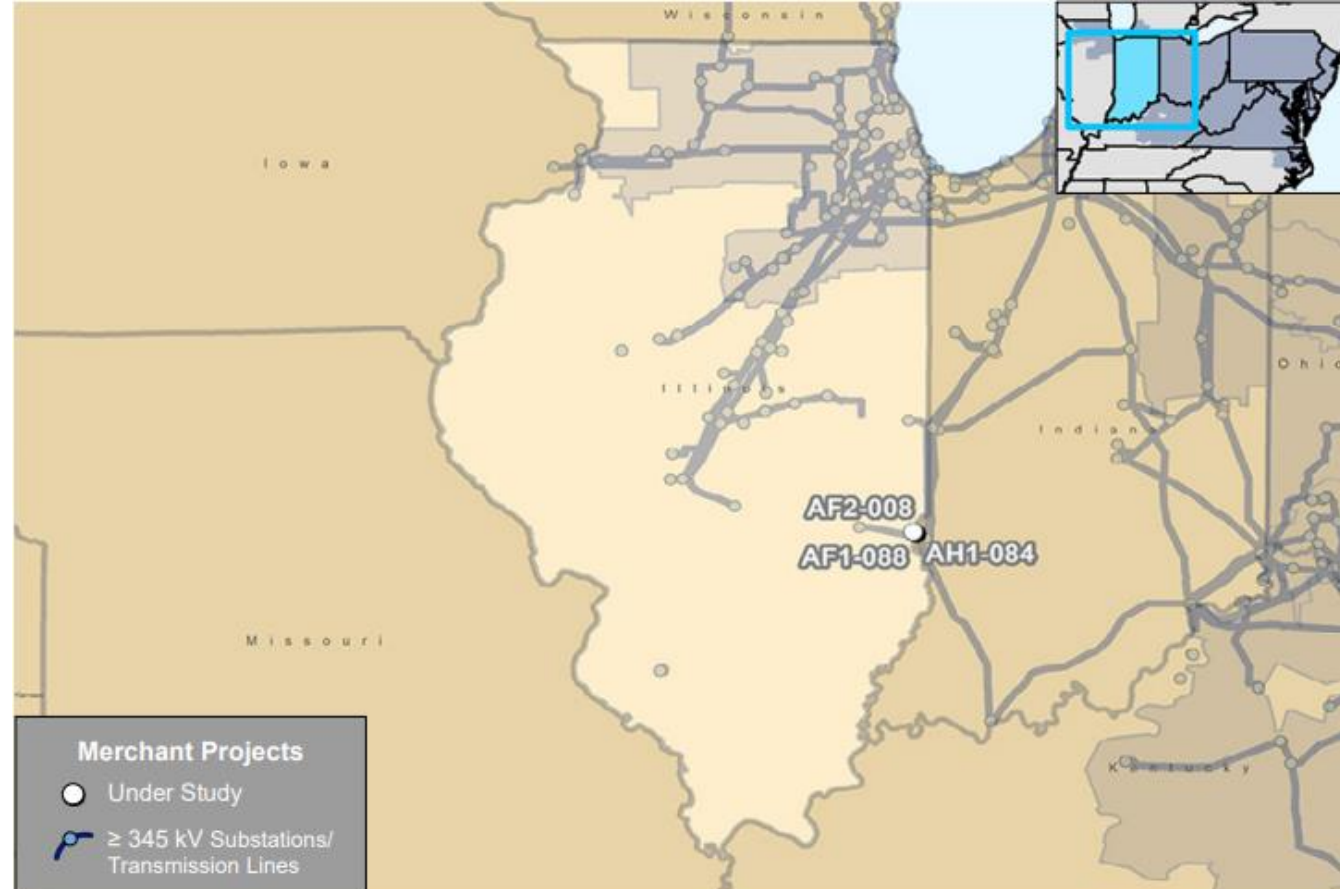 Wisconsin
Iowa
Illinois
Indiana
Ohio
AF2-008
AF1-088 AH1-084
Missouri
Kentucky
Merchant Projects
Under Study
≥ 345 kV Substations/
Transmission Lines